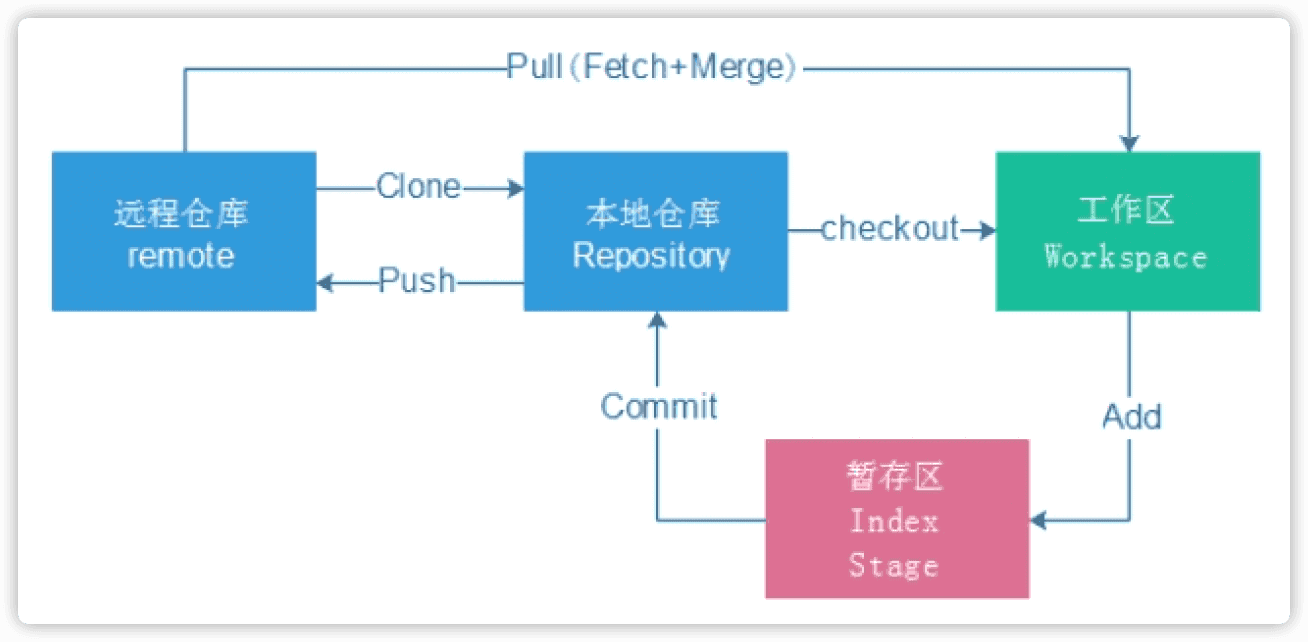 Pull(Fetch+Merge)
远程仓库
remote
Clone
Push
本地仓库
Repository
checkout
工作区
Workspace
Commit
Add
暂存区
Index
Stage